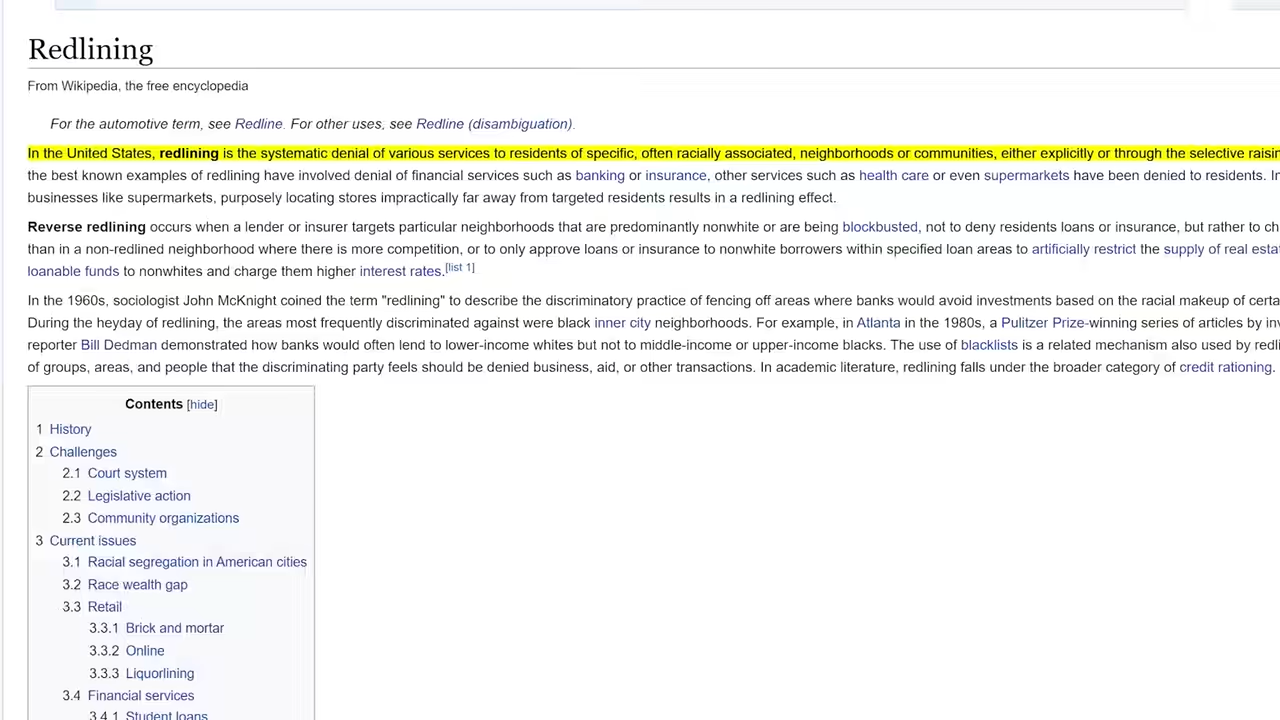 Redlining
From Wikipedia, the free encyclopedia
For the automotive term, see Redline. For other uses, see Redline (disambiguation).
In the United States, redlining is the systematic denial of various services to residents of specific, often racially associated, neighborhoods or communities, either explicitly or through the selective
the best known examples of redlining have involved denial of financial services such as banking or insurance, other services such as health care or even supermarkets have been denied to residents.
businesses like supermarkets, purposely locating stores impractically far away from targeted residents results in a redlining effect.
Reverse redlining occurs when a lender or insurer targets particular neighborhoods that are predominantly nonwhite or are being blockbusted, not to deny residents loans or insurance, but rather to
than in a non-redlined neighborhood where there is more competition, or to only approve loans or insurance to nonwhite borrowers within specified loan areas to artificially restrict the supply of real
loanable funds to nonwhites and charge them higher interest rates.[list 1]
In the 1960s, sociologist John McKnight coined the term "redlining" to describe the discriminatory practice of fencing off areas where banks would avoid investments based on the racial makeup of
During the heyday of redlining, the areas most frequently discriminated against were black inner city neighborhoods. For example, in Atlanta in the 1980s, a Pulitzer Prize-winning series of articles by
reporter Bill Dedman demonstrated how banks would often lend to lower-income whites but not to middle-income or upper-income blacks. The use of blacklists is a related mechanism also used by
of groups, areas, and people that the discriminating party feels should be denied business, aid, or other transactions. In academic literature, redlining falls under the broader category of credit rationing.
Contents [hide]
1 History
2 Challenges
2.1 Court system
2.2 Legislative action
2.3 Community organizations
3 Current issues
3.1 Racial segregation in American cities
3.2 Race wealth gap
3.3 Retail
3.3.1 Brick and mortar
3.3.2 Online
3.3.3 Liquorlining
3.4 Financial services
3.4.1 Student loans